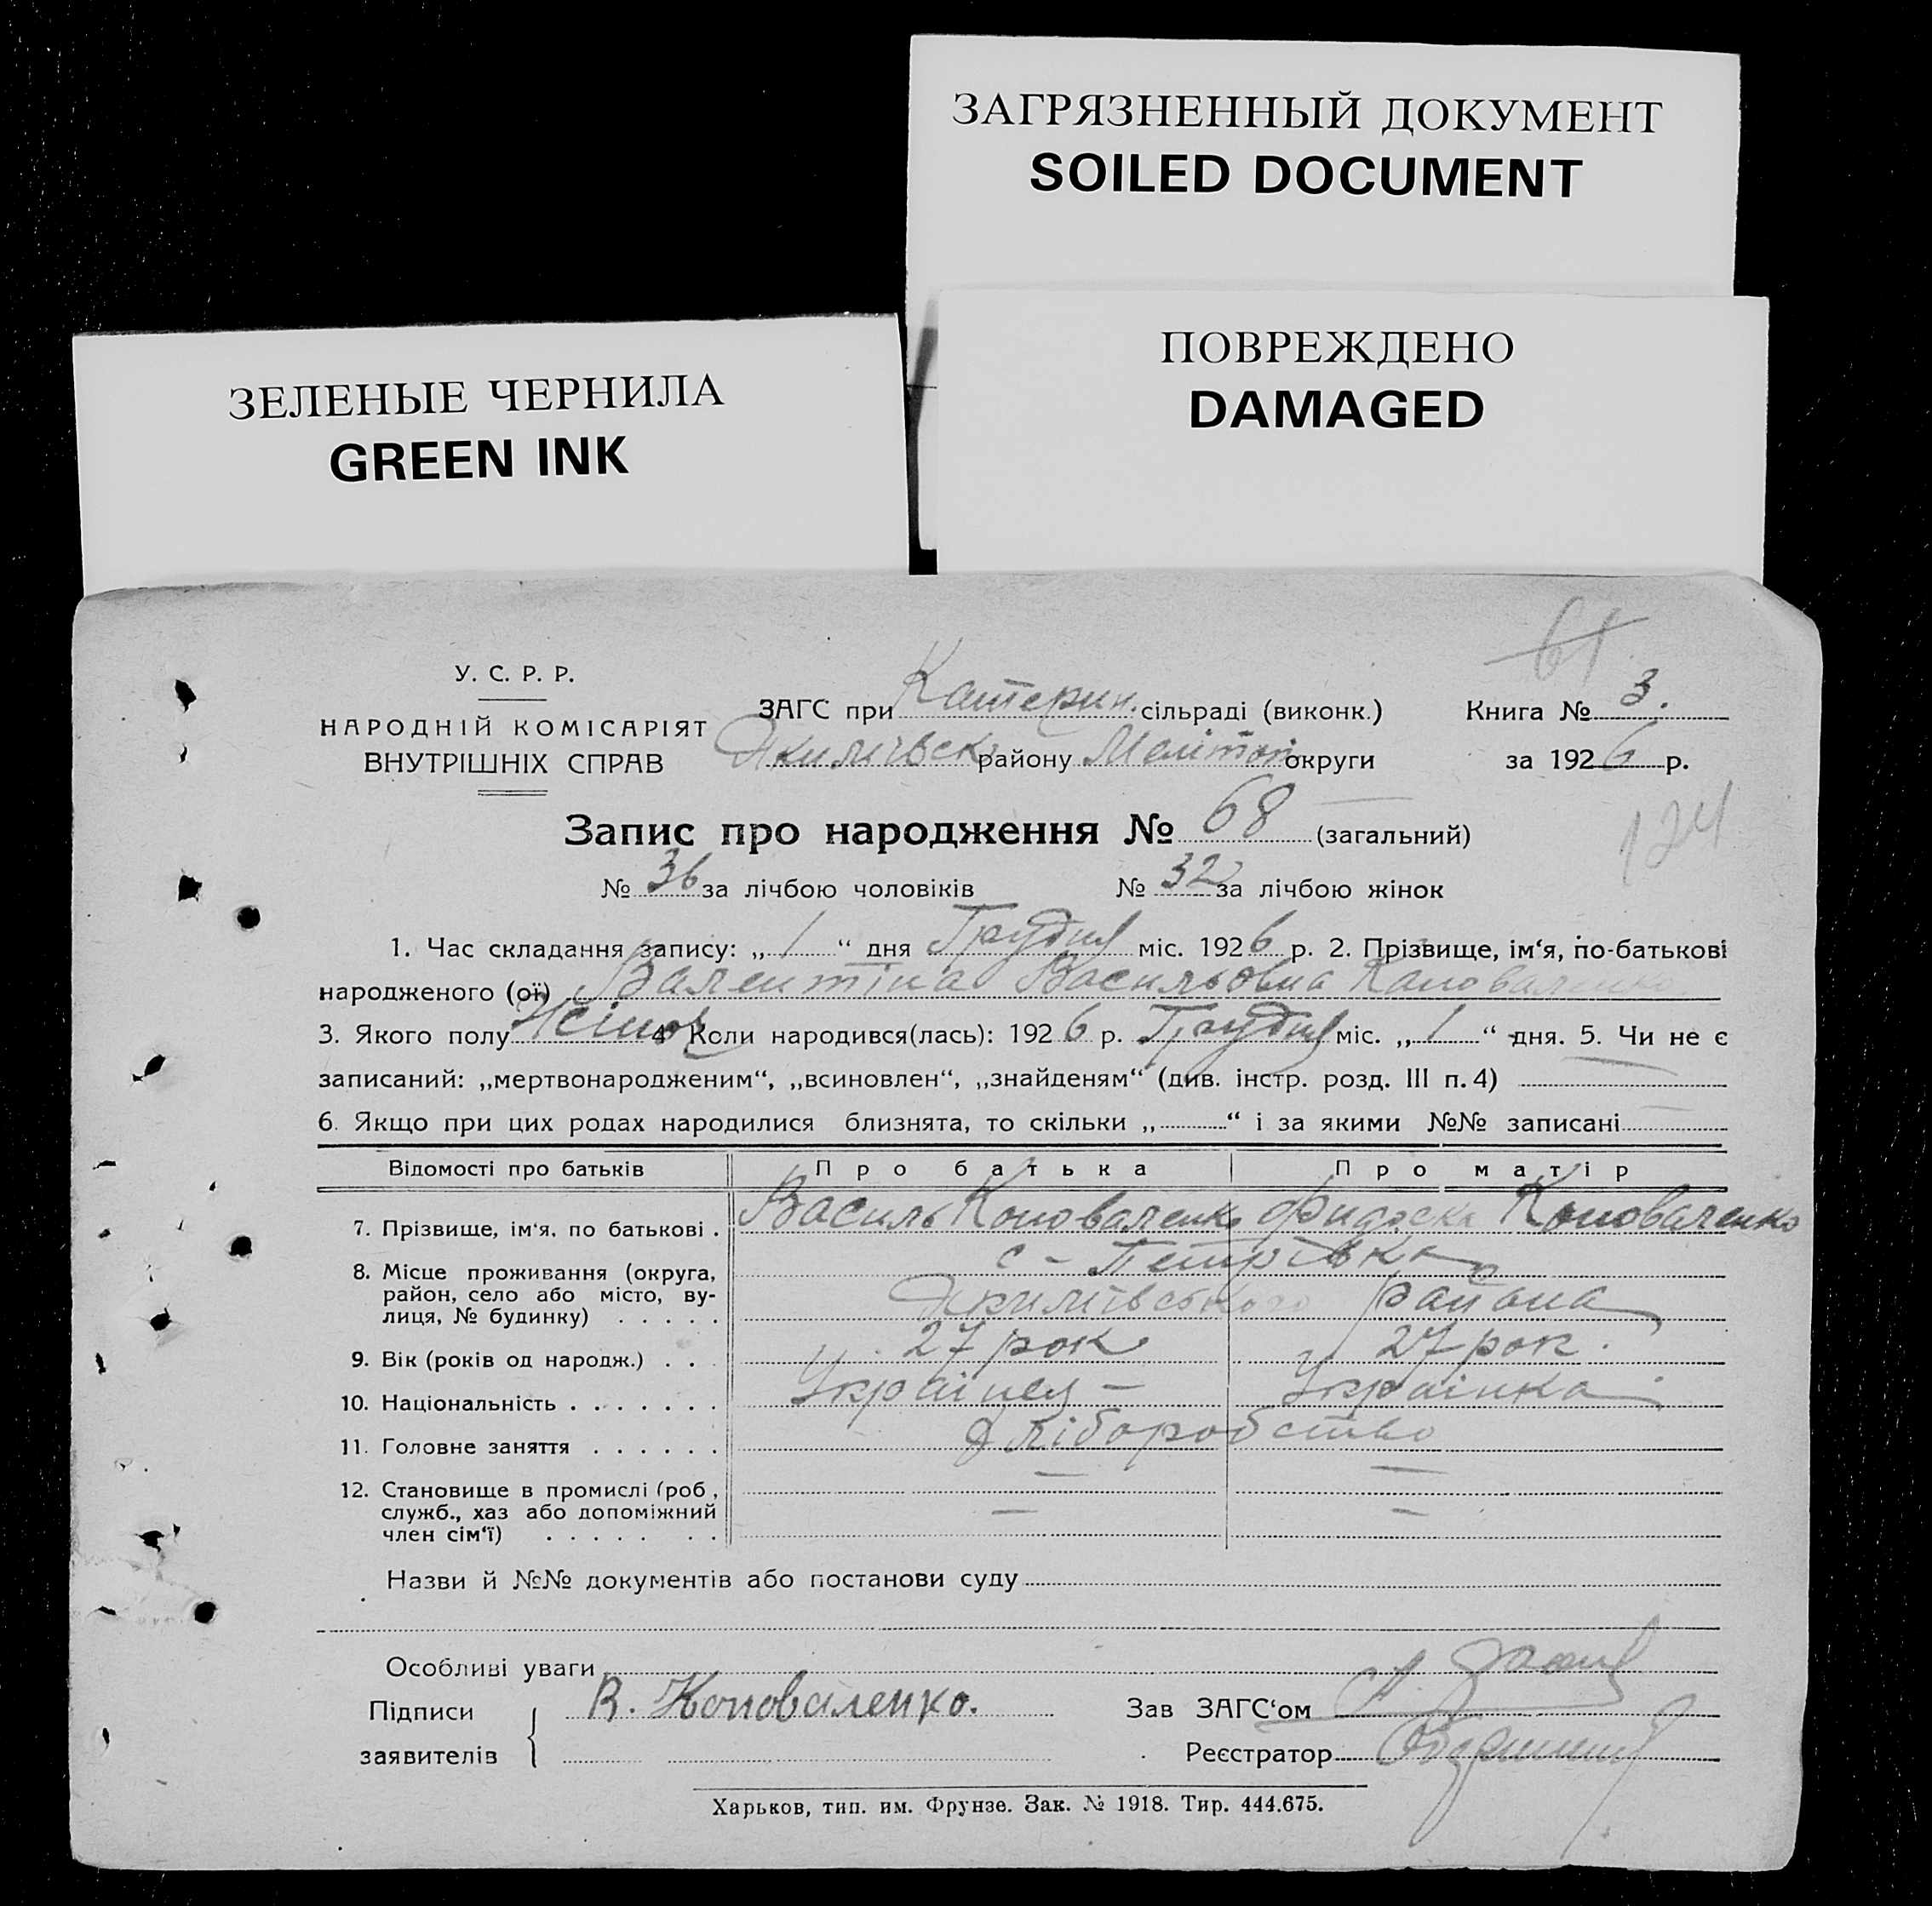 ЗАГРЯЗНЕННЫЙ ДОКУМЕНТ
SOILED DOCUMENT
ПОВРЕЖДЕНО
DAMAGED
ЗЕЛЕНЫЕ ЧЕРНИЛА
GREEN INK
61
У. С. Р. Р.
НАРОДНІЙ КОМІСАРІЯТ
ВНУТРІШНІХ СПРАВ
ЗАГС при Катерин. сільраді (виконк.)
району Меліtoп округи
Книга № 3.
за 1926 р.
Запис про народження № 68 (загальний)
124
№ 36 за лічбою чоловіків № 32 за лічбою жінок
1. Час складання запису: „ 1 “ дня Грудня міс. 1926 р. 2. Прізвище, ім‘я, по-батькові
народженого (ої) Валентіна Васильовна Коноваленко
3. Якого полу Жіноч 4. Коли народився(лась): 1926 р. Грудня міс. „ 1 “ дня. 5. Чи не є
записаний: „мертвонародженим“, „всиновлен“, „знайденям“ (див. інстр. розд. III п. 4)
6. Якщо при цих родах народилися близнята, то скільки „ “ і за якими №№ записані
Відомості про батьків Про батька Про матір
7. Прізвище, ім‘я, по батькові . Василь Коноваленко Коноваленко
8. Місце проживання (округа, район, село або місто, ву-
лиця, № будинку) . . . . . с – Петрівка
района
9. Вік (років од народж.) . . . 27 рок 27 рок.
10. Національність . . . . . . . Українец – Українка
11. Головне заняття . . . . . . Хліборобство
12. Становище в промислі (роб., — —
служб., хаз або допоміжний — —
член сім‘ї) . . . . . . .
Назви й №№ документів або постанови суду
Особливі уваги
Підписи В. Коноваленко. Зав ЗАГС‘ом
заявителів Реєстратор
Харьков, тип. им. Фрунзе. Зак. № 1918. Тир. 444.675.